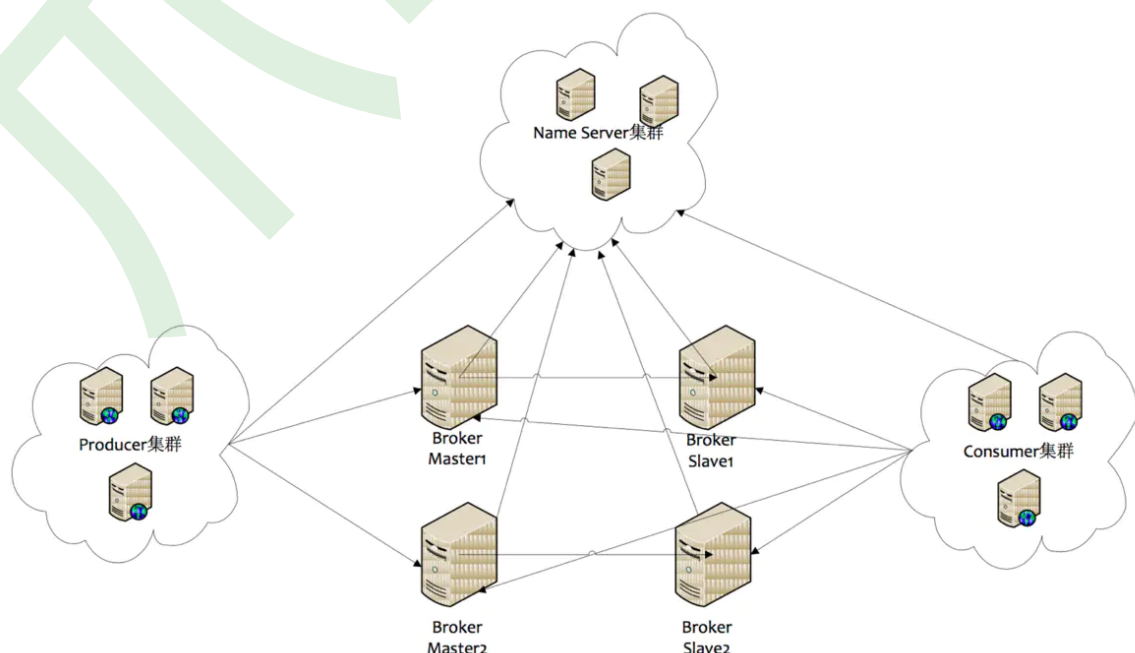 Name Server集群
Producer集群
Broker
Master1
Broker
Slave1
Consumer集群
Broker
Master2
Broker
Slave2